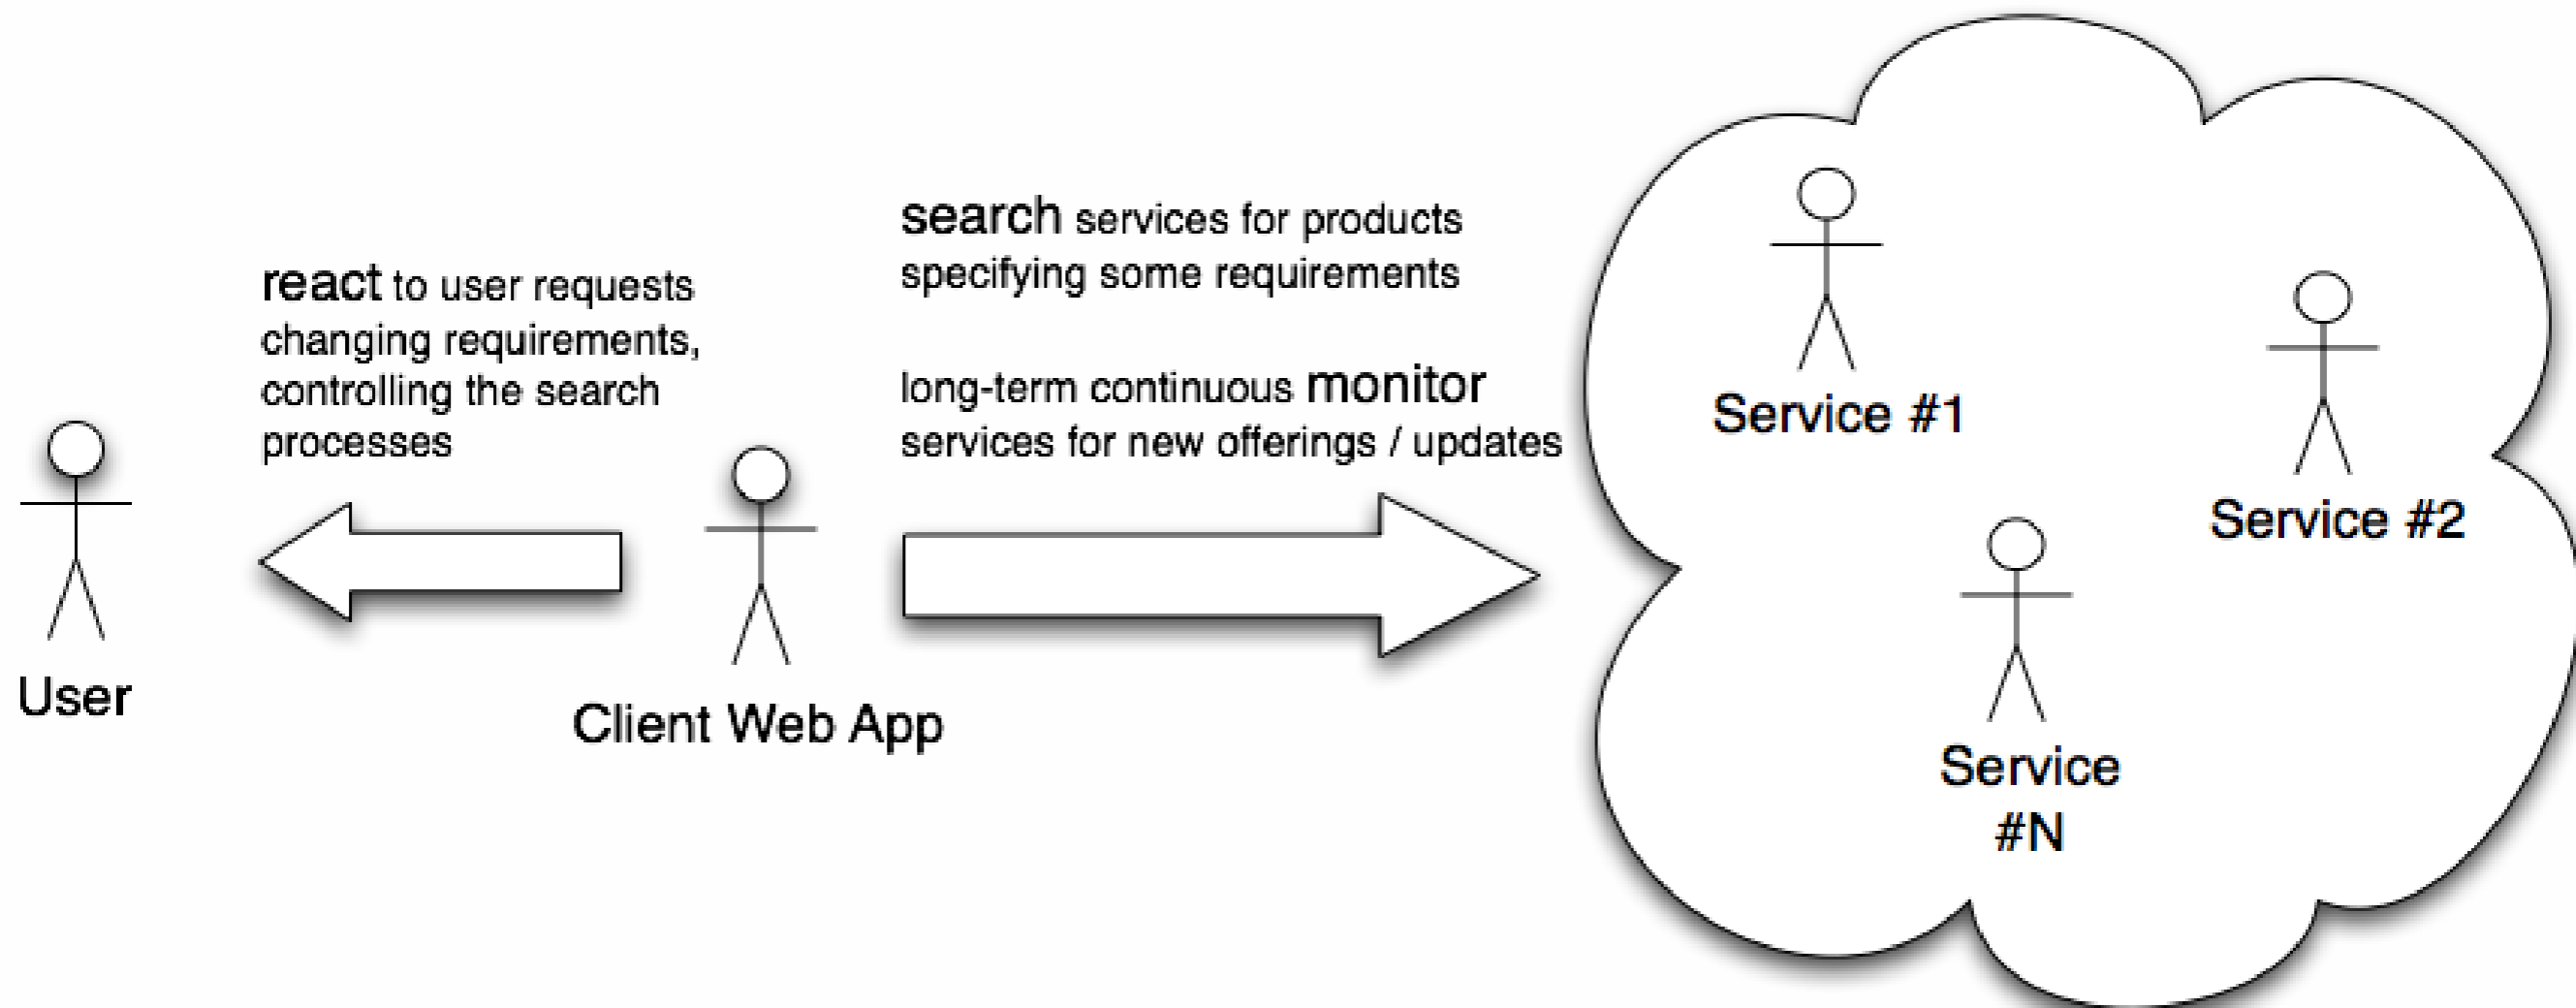 react to user requests
changing requirements,
controlling the search
processes
search services for products
specifying some requirements
long-term continuous monitor
services for new offerings / updates
User
Client Web App
Service #1
Service #2
Service
#N